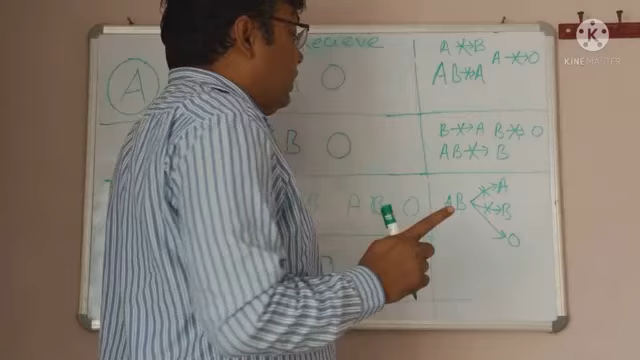 Recieve
A O
B O
A B O
A ✕→ B
A ✕→ O
AB ✕→ A
B ✕→ A B ✕→ O
AB ✕→ B
AB ✕→ A
✕→ B
→ O
K
KINEMASTER